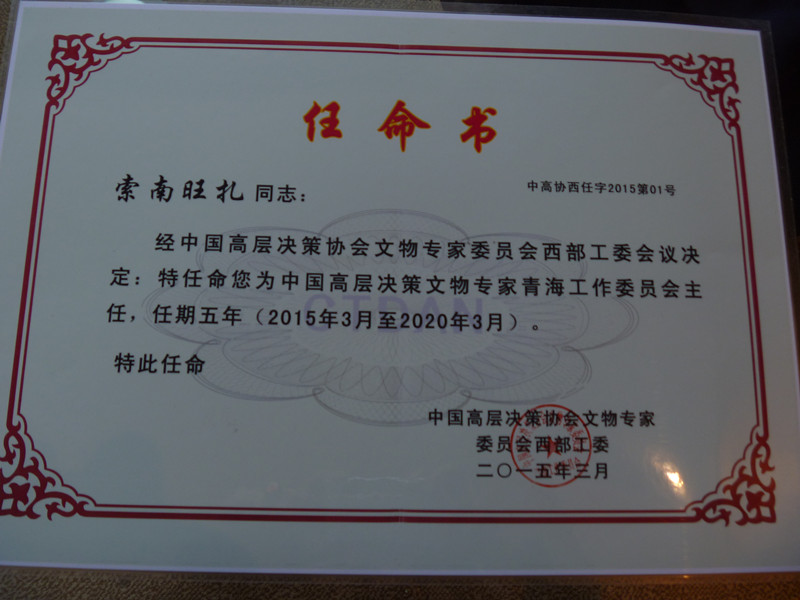 任命书
索南旺扎 同志：
中高协西任字2015第01号
经中国高层决策协会文物专家委员会西部工委会议决
定：特任命您为中国高层决策文物专家青海工作委员会主
任，任期五年（2015年3月至2020年3月）。
特此任命
中国高层决策协会文物专家
委员会西部工委
二〇一五年三月